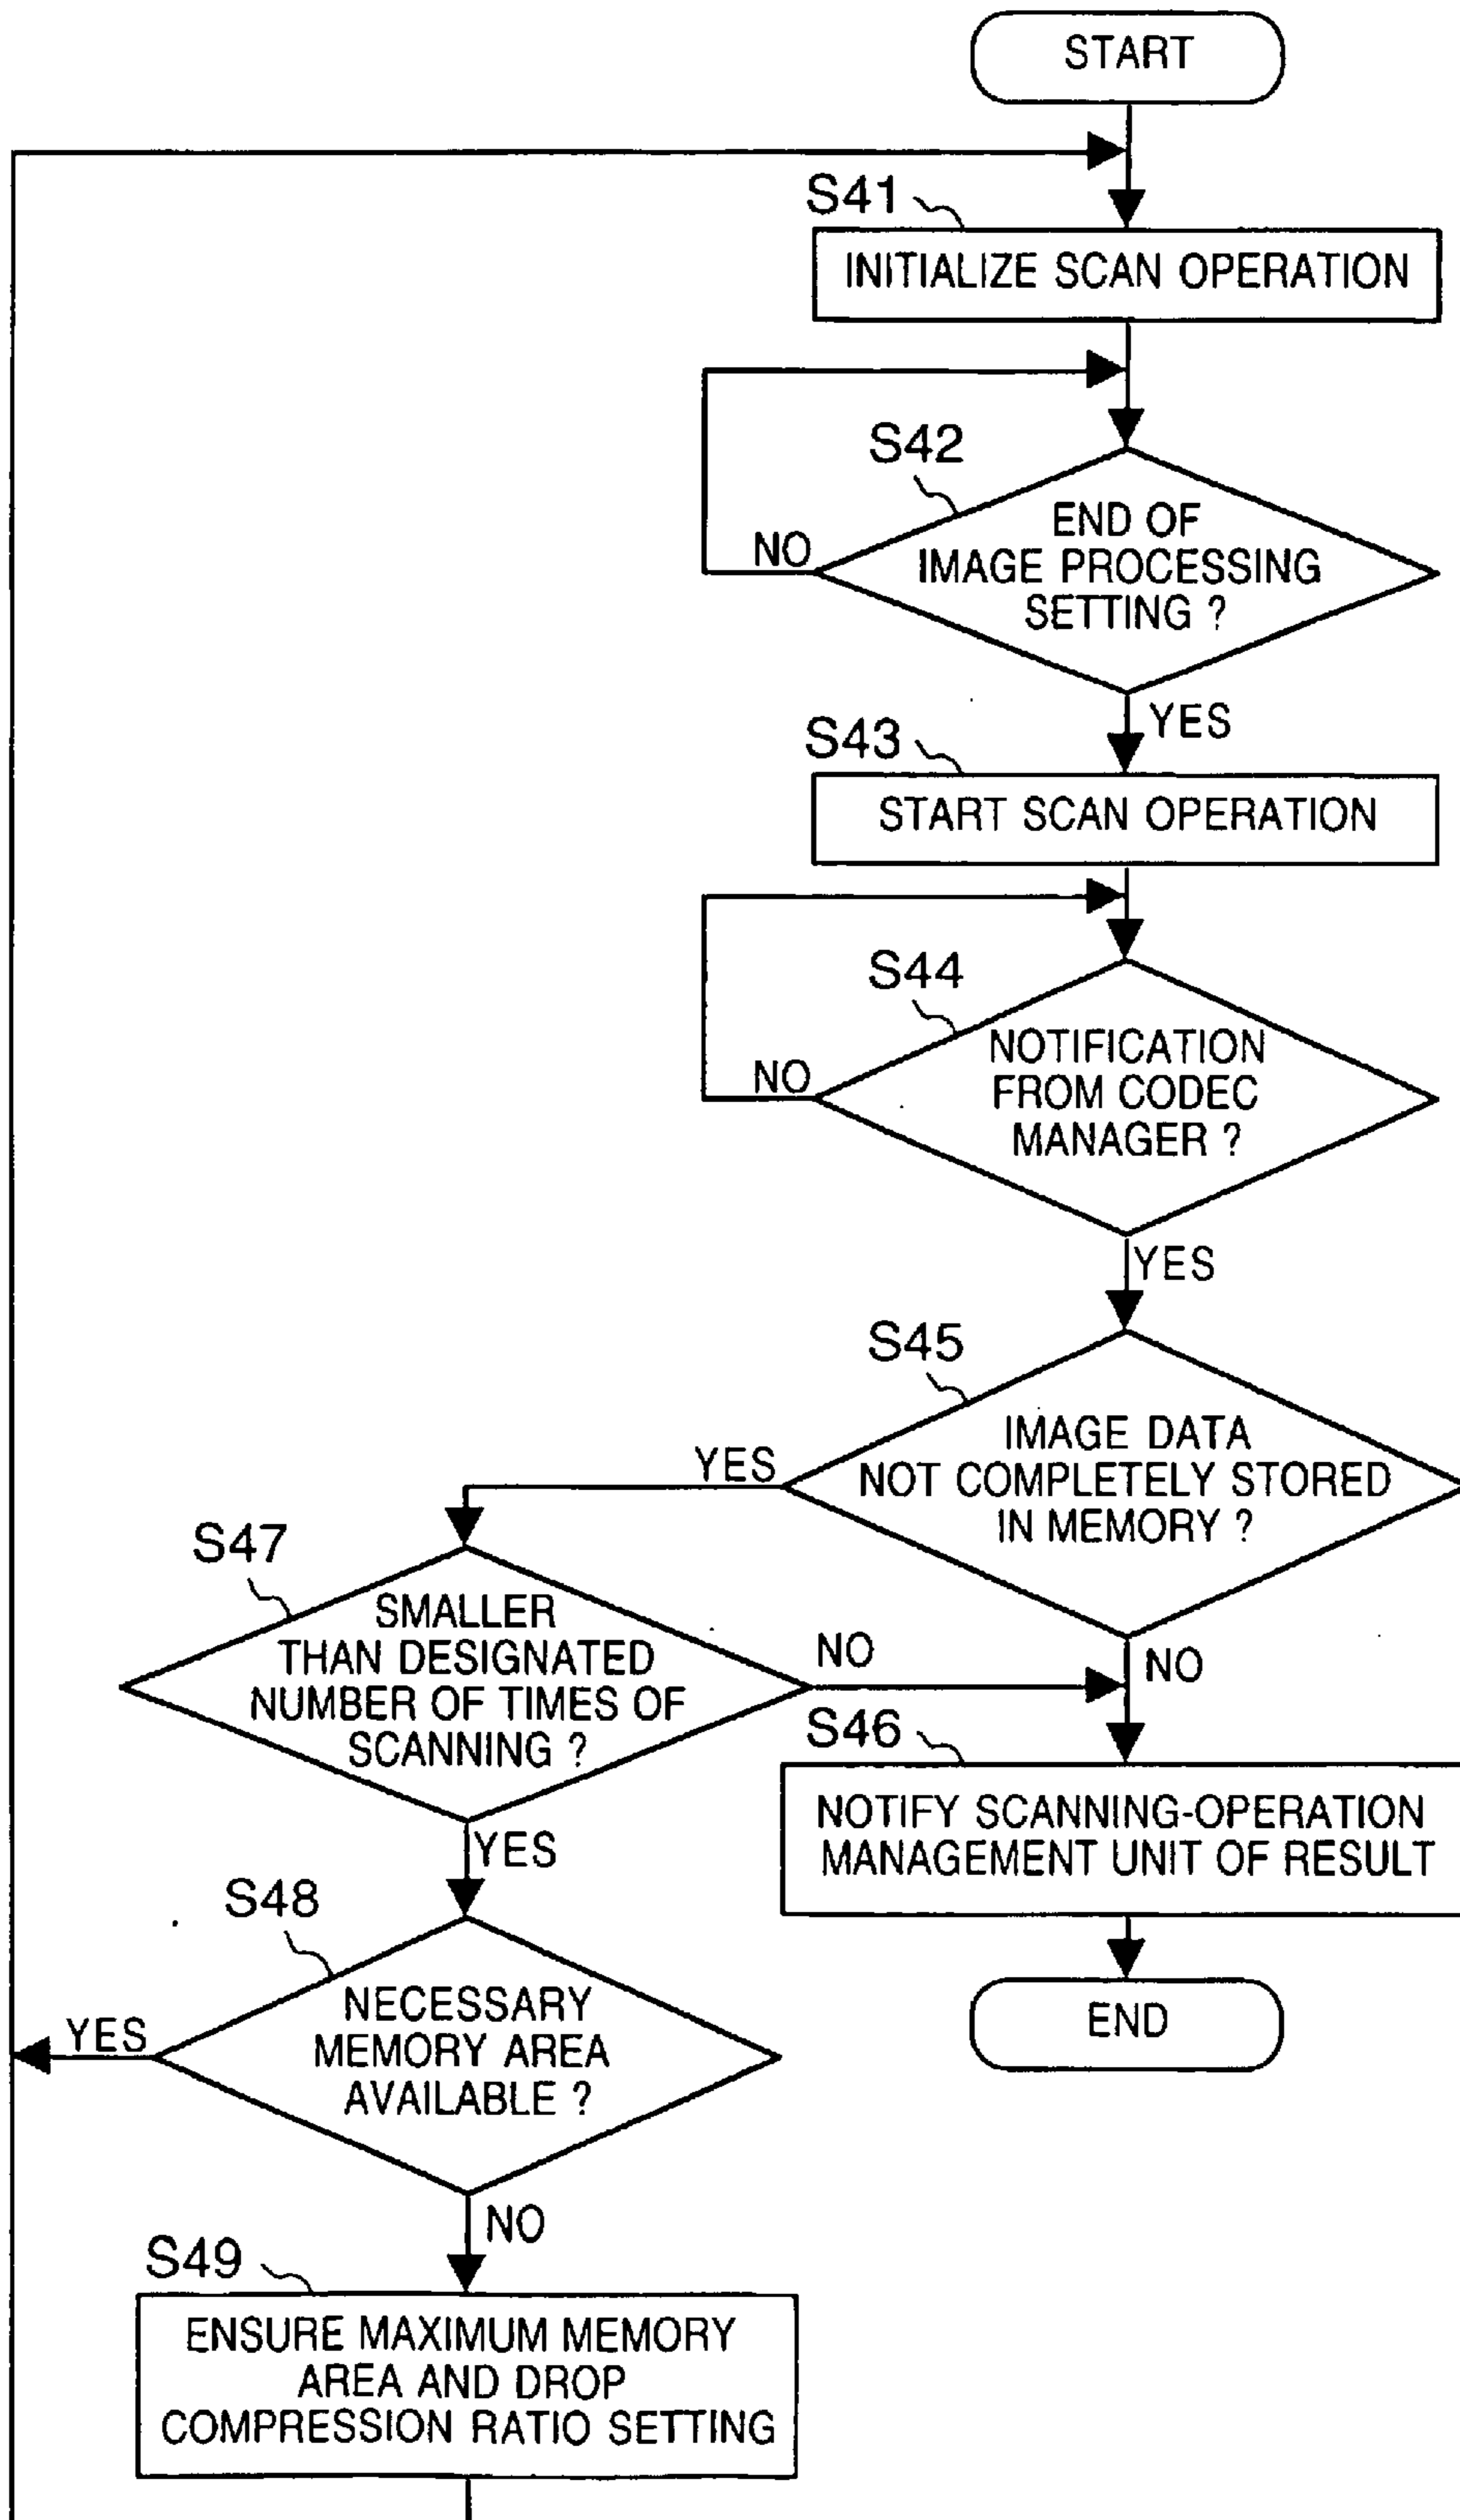 START
S41
INITIALIZE SCAN OPERATION
S42
END OF
IMAGE PROCESSING
SETTING ?
NO
YES
S43
START SCAN OPERATION
S44
NOTIFICATION
FROM CODEC
MANAGER ?
NO
YES
S45
IMAGE DATA
NOT COMPLETELY STORED
IN MEMORY ?
YES
NO
S47
SMALLER
THAN DESIGNATED
NUMBER OF TIMES OF
SCANNING ?
NO
YES
S46
NOTIFY SCANNING-OPERATION
MANAGEMENT UNIT OF RESULT
END
S48
NECESSARY
MEMORY AREA
AVAILABLE ?
YES
NO
S49
ENSURE MAXIMUM MEMORY
AREA AND DROP
COMPRESSION RATIO SETTING